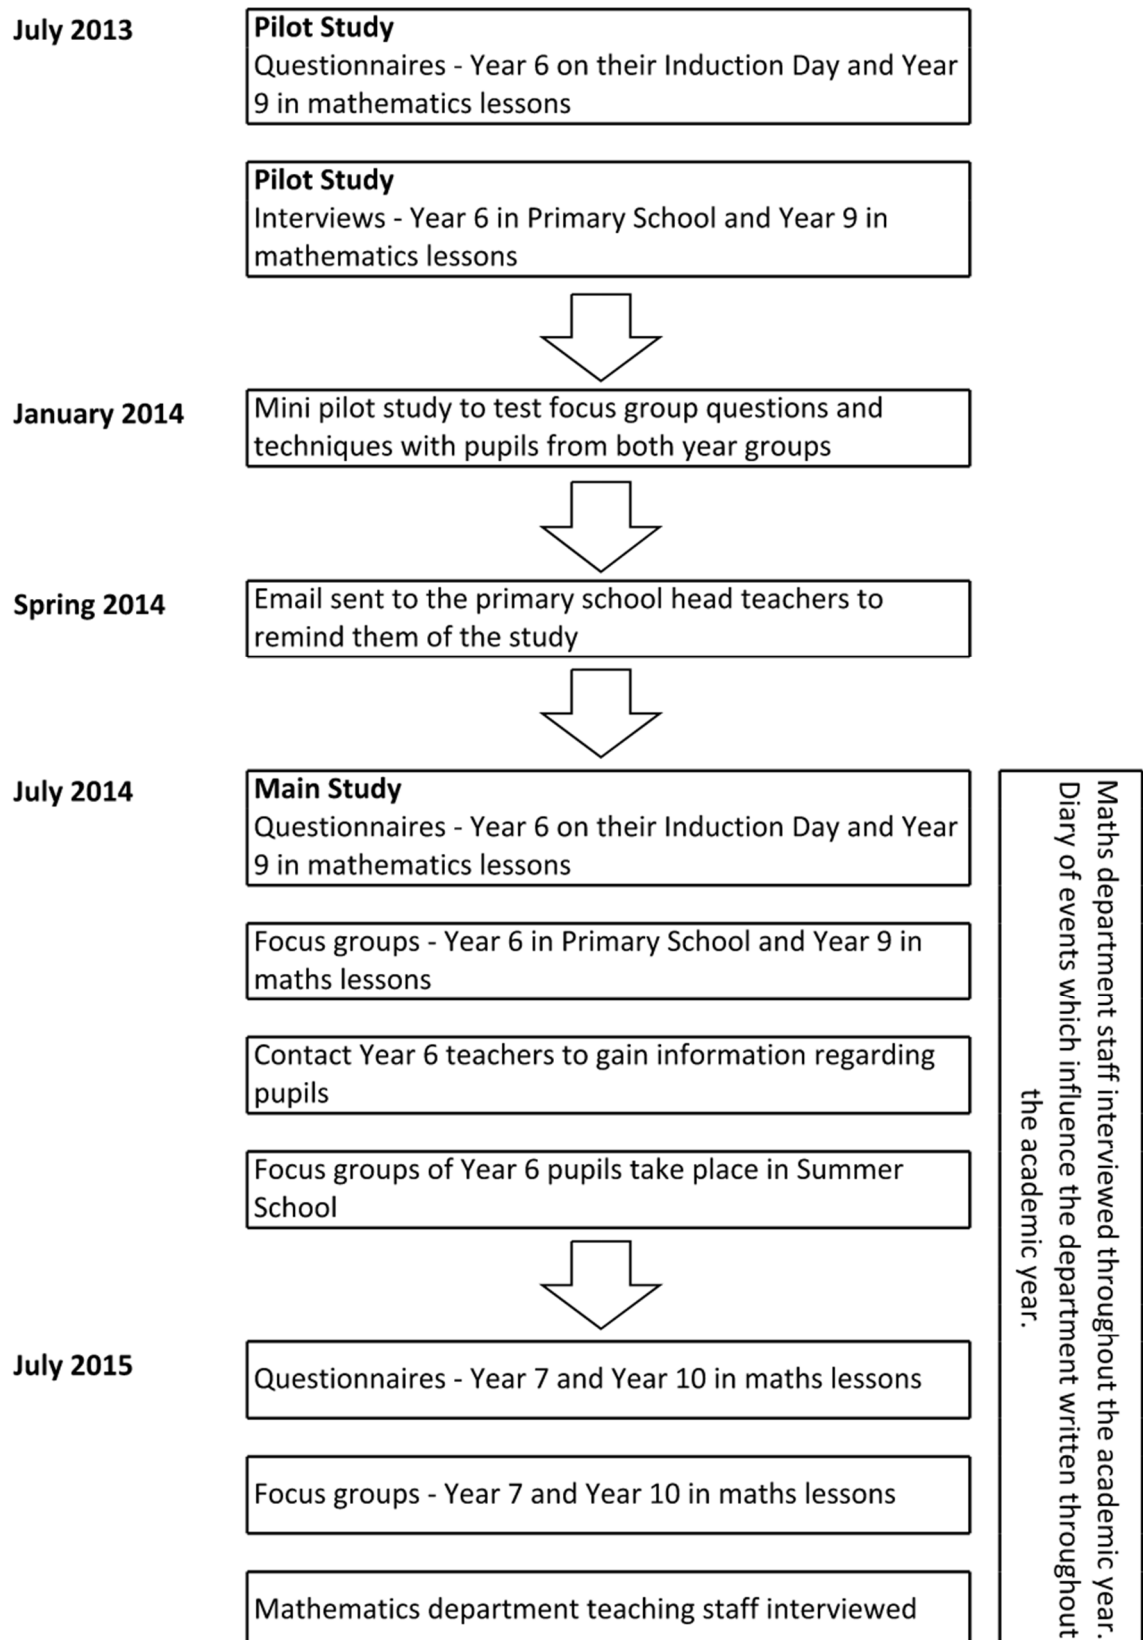 July 2013
Pilot Study
Questionnaires - Year 6 on their Induction Day and Year
9 in mathematics lessons
Pilot Study
Interviews - Year 6 in Primary School and Year 9 in
mathematics lessons
January 2014
Mini pilot study to test focus group questions and
techniques with pupils from both year groups
Spring 2014
Email sent to the primary school head teachers to
remind them of the study
July 2014
Main Study
Questionnaires - Year 6 on their Induction Day and Year
9 in mathematics lessons
Focus groups - Year 6 in Primary School and Year 9 in
maths lessons
Contact Year 6 teachers to gain information regarding
pupils
Focus groups of Year 6 pupils take place in Summer
School
July 2015
Questionnaires - Year 7 and Year 10 in maths lessons
Focus groups - Year 7 and Year 10 in maths lessons
Mathematics department teaching staff interviewed
Maths department staff interviewed throughout the academic year.
Diary of events which influence the department written throughout
the academic year.